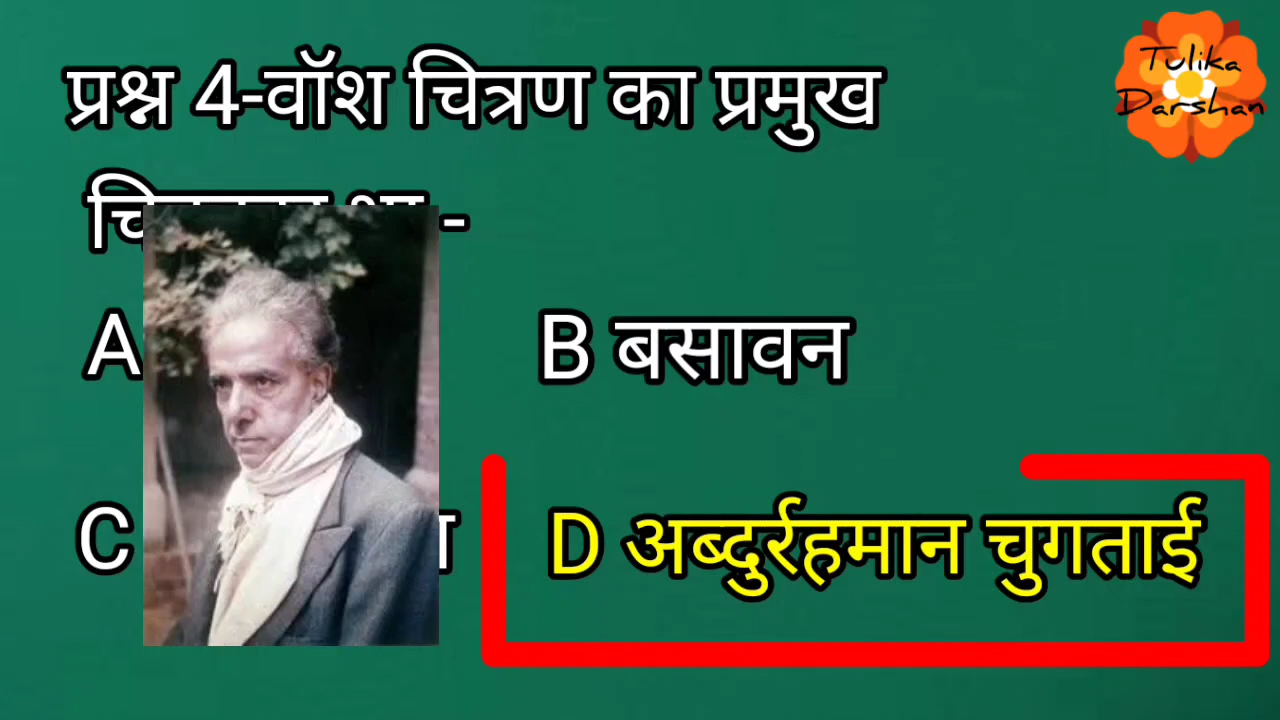 Tulika
Darshan
प्रश्न 4-वॉश चित्रण का प्रमुख
-
A
B बसावन
C
D अब्दुर्रहमान चुगताई